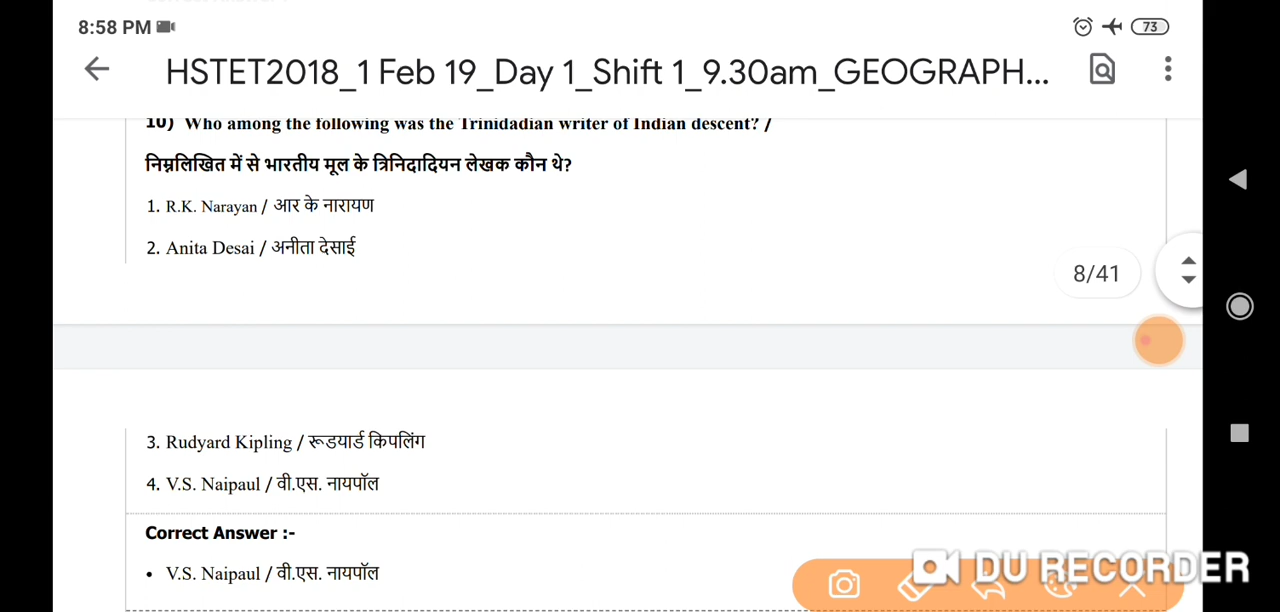 8:58 PM
73
HSTET2018_1 Feb 19_Day 1_Shift 1_9.30am_GEOGRAPH...
10) Who among the following was the Trinidadian writer of Indian descent? /
निम्नलिखित में से भारतीय मूल के त्रिनिदादियन लेखक कौन थे?
1. R.K. Narayan / आर के नारायण
2. Anita Desai / अनीता देसाई
8/41
3. Rudyard Kipling / रूडयार्ड किपलिंग
4. V.S. Naipaul / वी.एस. नायपॉल
Correct Answer :-
• V.S. Naipaul / वी.एस. नायपॉल
DU RECORDER